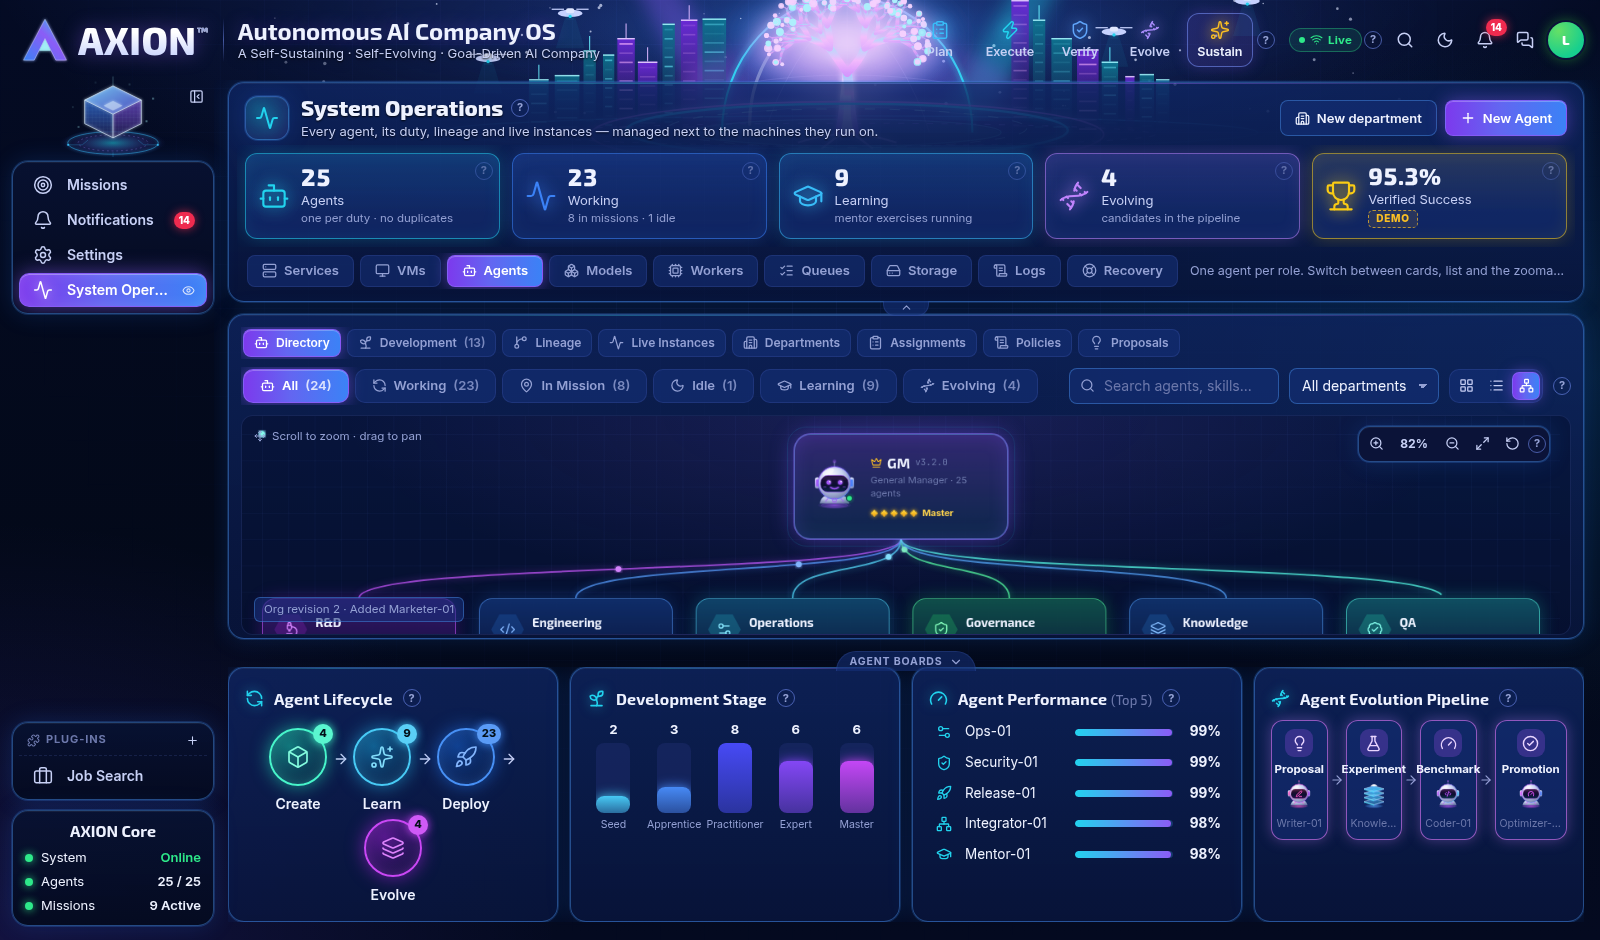 AXION™
Autonomous AI Company OS
A Self-Sustaining · Self-Evolving · Goal-Driven AI Company
Plan
Execute
Verify
Evolve
Sustain
?
Live
?
14
L
Missions
Notifications 14
Settings
System Oper...
PLUG-INS +
Job Search
AXION Core
System Online
Agents 25 / 25
Missions 9 Active
System Operations ?
Every agent, its duty, lineage and live instances — managed next to the machines they run on.
New department
+ New Agent
25
Agents
one per duty · no duplicates
?
23
Working
8 in missions · 1 idle
?
9
Learning
mentor exercises running
?
4
Evolving
candidates in the pipeline
?
95.3%
Verified Success
DEMO
?
Services
VMs
Agents
Models
Workers
Queues
Storage
Logs
Recovery
One agent per role. Switch between cards, list and the zooma...
Directory
Development (13)
Lineage
Live Instances
Departments
Assignments
Policies
Proposals
All (24)
Working (23)
In Mission (8)
Idle (1)
Learning (9)
Evolving (4)
Search agents, skills...
All departments
?
Scroll to zoom · drag to pan
82%
?
GM v3.2.0
General Manager · 25
agents
Master
Org revision 2 · Added Marketer-01
R&D
Engineering
Operations
Governance
Knowledge
QA
AGENT BOARDS
Agent Lifecycle ?
4
Create
9
Learn
23
Deploy
4
Evolve
Development Stage ?
2 3 8 6 6
Seed Apprentice Practitioner Expert Master
Agent Performance (Top 5) ?
Ops-01 99%
Security-01 99%
Release-01 99%
Integrator-01 98%
Mentor-01 98%
Agent Evolution Pipeline ?
Proposal Experiment Benchmark Promotion
Writer-01 Knowle... Coder-01 Optimizer-...